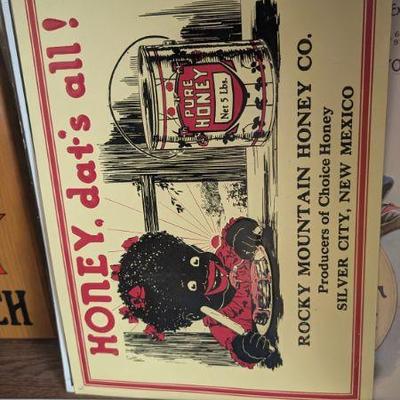 HONEY, dat's all!
PURE
HONEY
Net 5 Lbs.
ROCKY MOUNTAIN HONEY CO.
Producers of Choice Honey
SILVER CITY, NEW MEXICO
CH